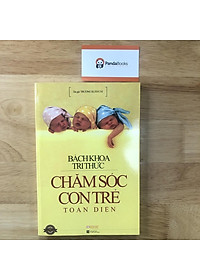 PandaBooks
BÁCH KHOA
TRI THỨC
CHĂM SÓC
CON TRẺ
TOÀN DIỆN